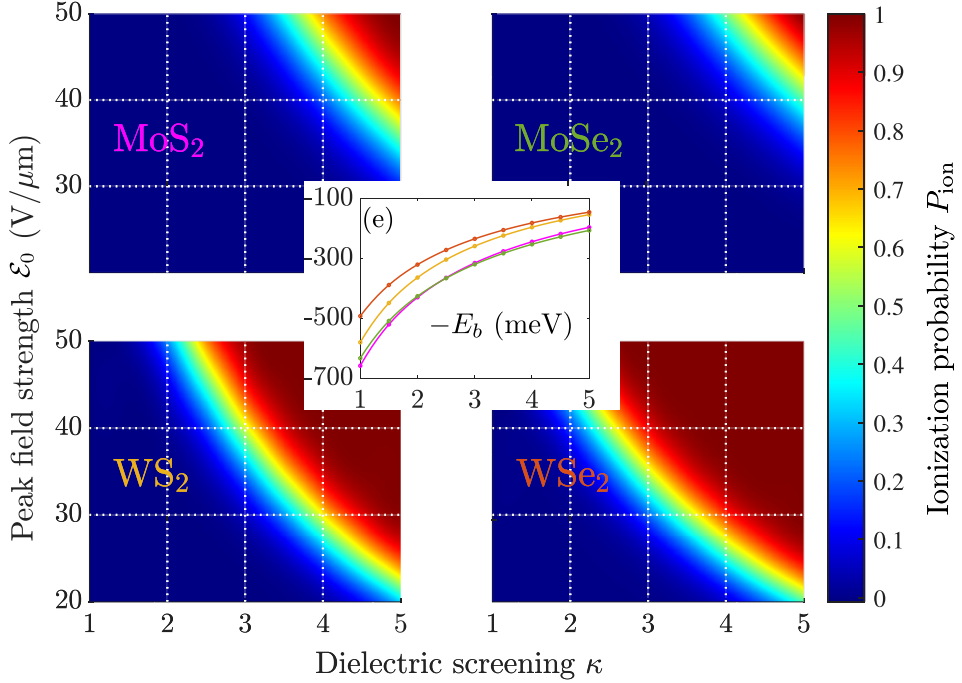 50
40
30
MoS₂
MoSe₂
Peak field strength ℰ₀ (V/μm)
-100
-300
-500
-700
(e)
−E_b (meV)
1 2 3 4 5
50
40
30
20
WS₂
WSe₂
1 2 3 4 5
1 2 3 4 5
Dielectric screening κ
1
0.9
0.8
0.7
0.6
0.5
0.4
0.3
0.2
0.1
0
Ionization probability P_ion